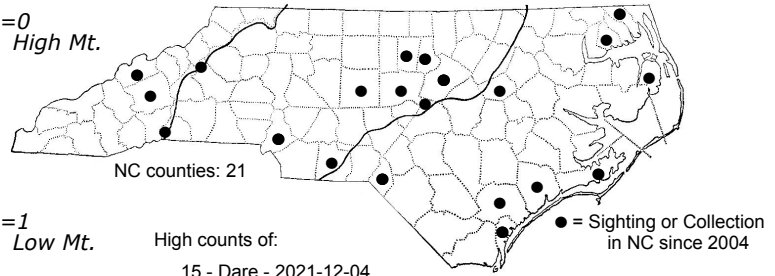 =0
High Mt.
NC counties: 21
=1
Low Mt.
High counts of:
15 - Dare - 2021-12-04
● = Sighting or Collection
in NC since 2004